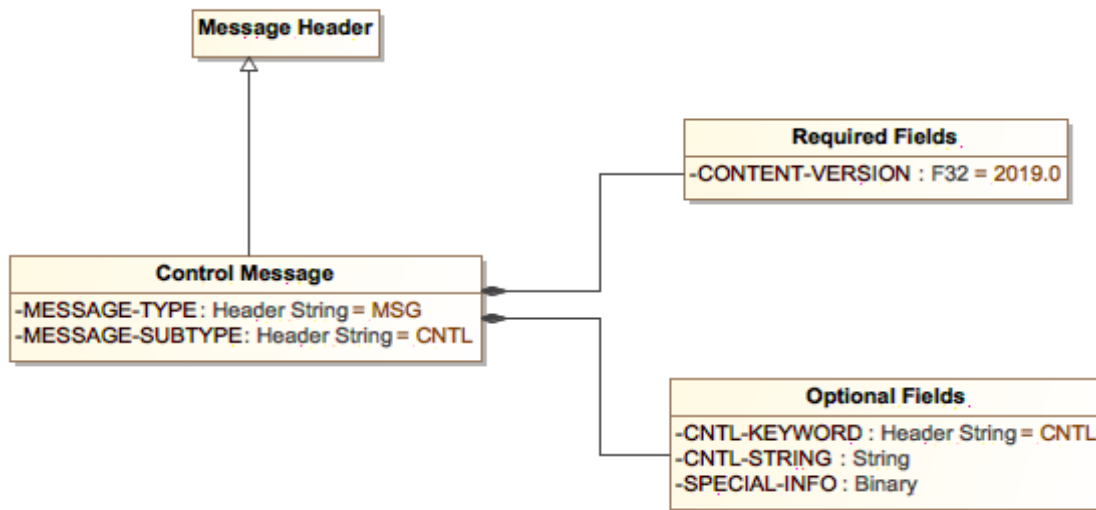 Message Header
Required Fields
-CONTENT-VERSION : F32 = 2019.0
Control Message
-MESSAGE-TYPE : Header String = MSG
-MESSAGE-SUBTYPE : Header String = CNTL
Optional Fields
-CNTL-KEYWORD : Header String = CNTL
-CNTL-STRING : String
-SPECIAL-INFO : Binary